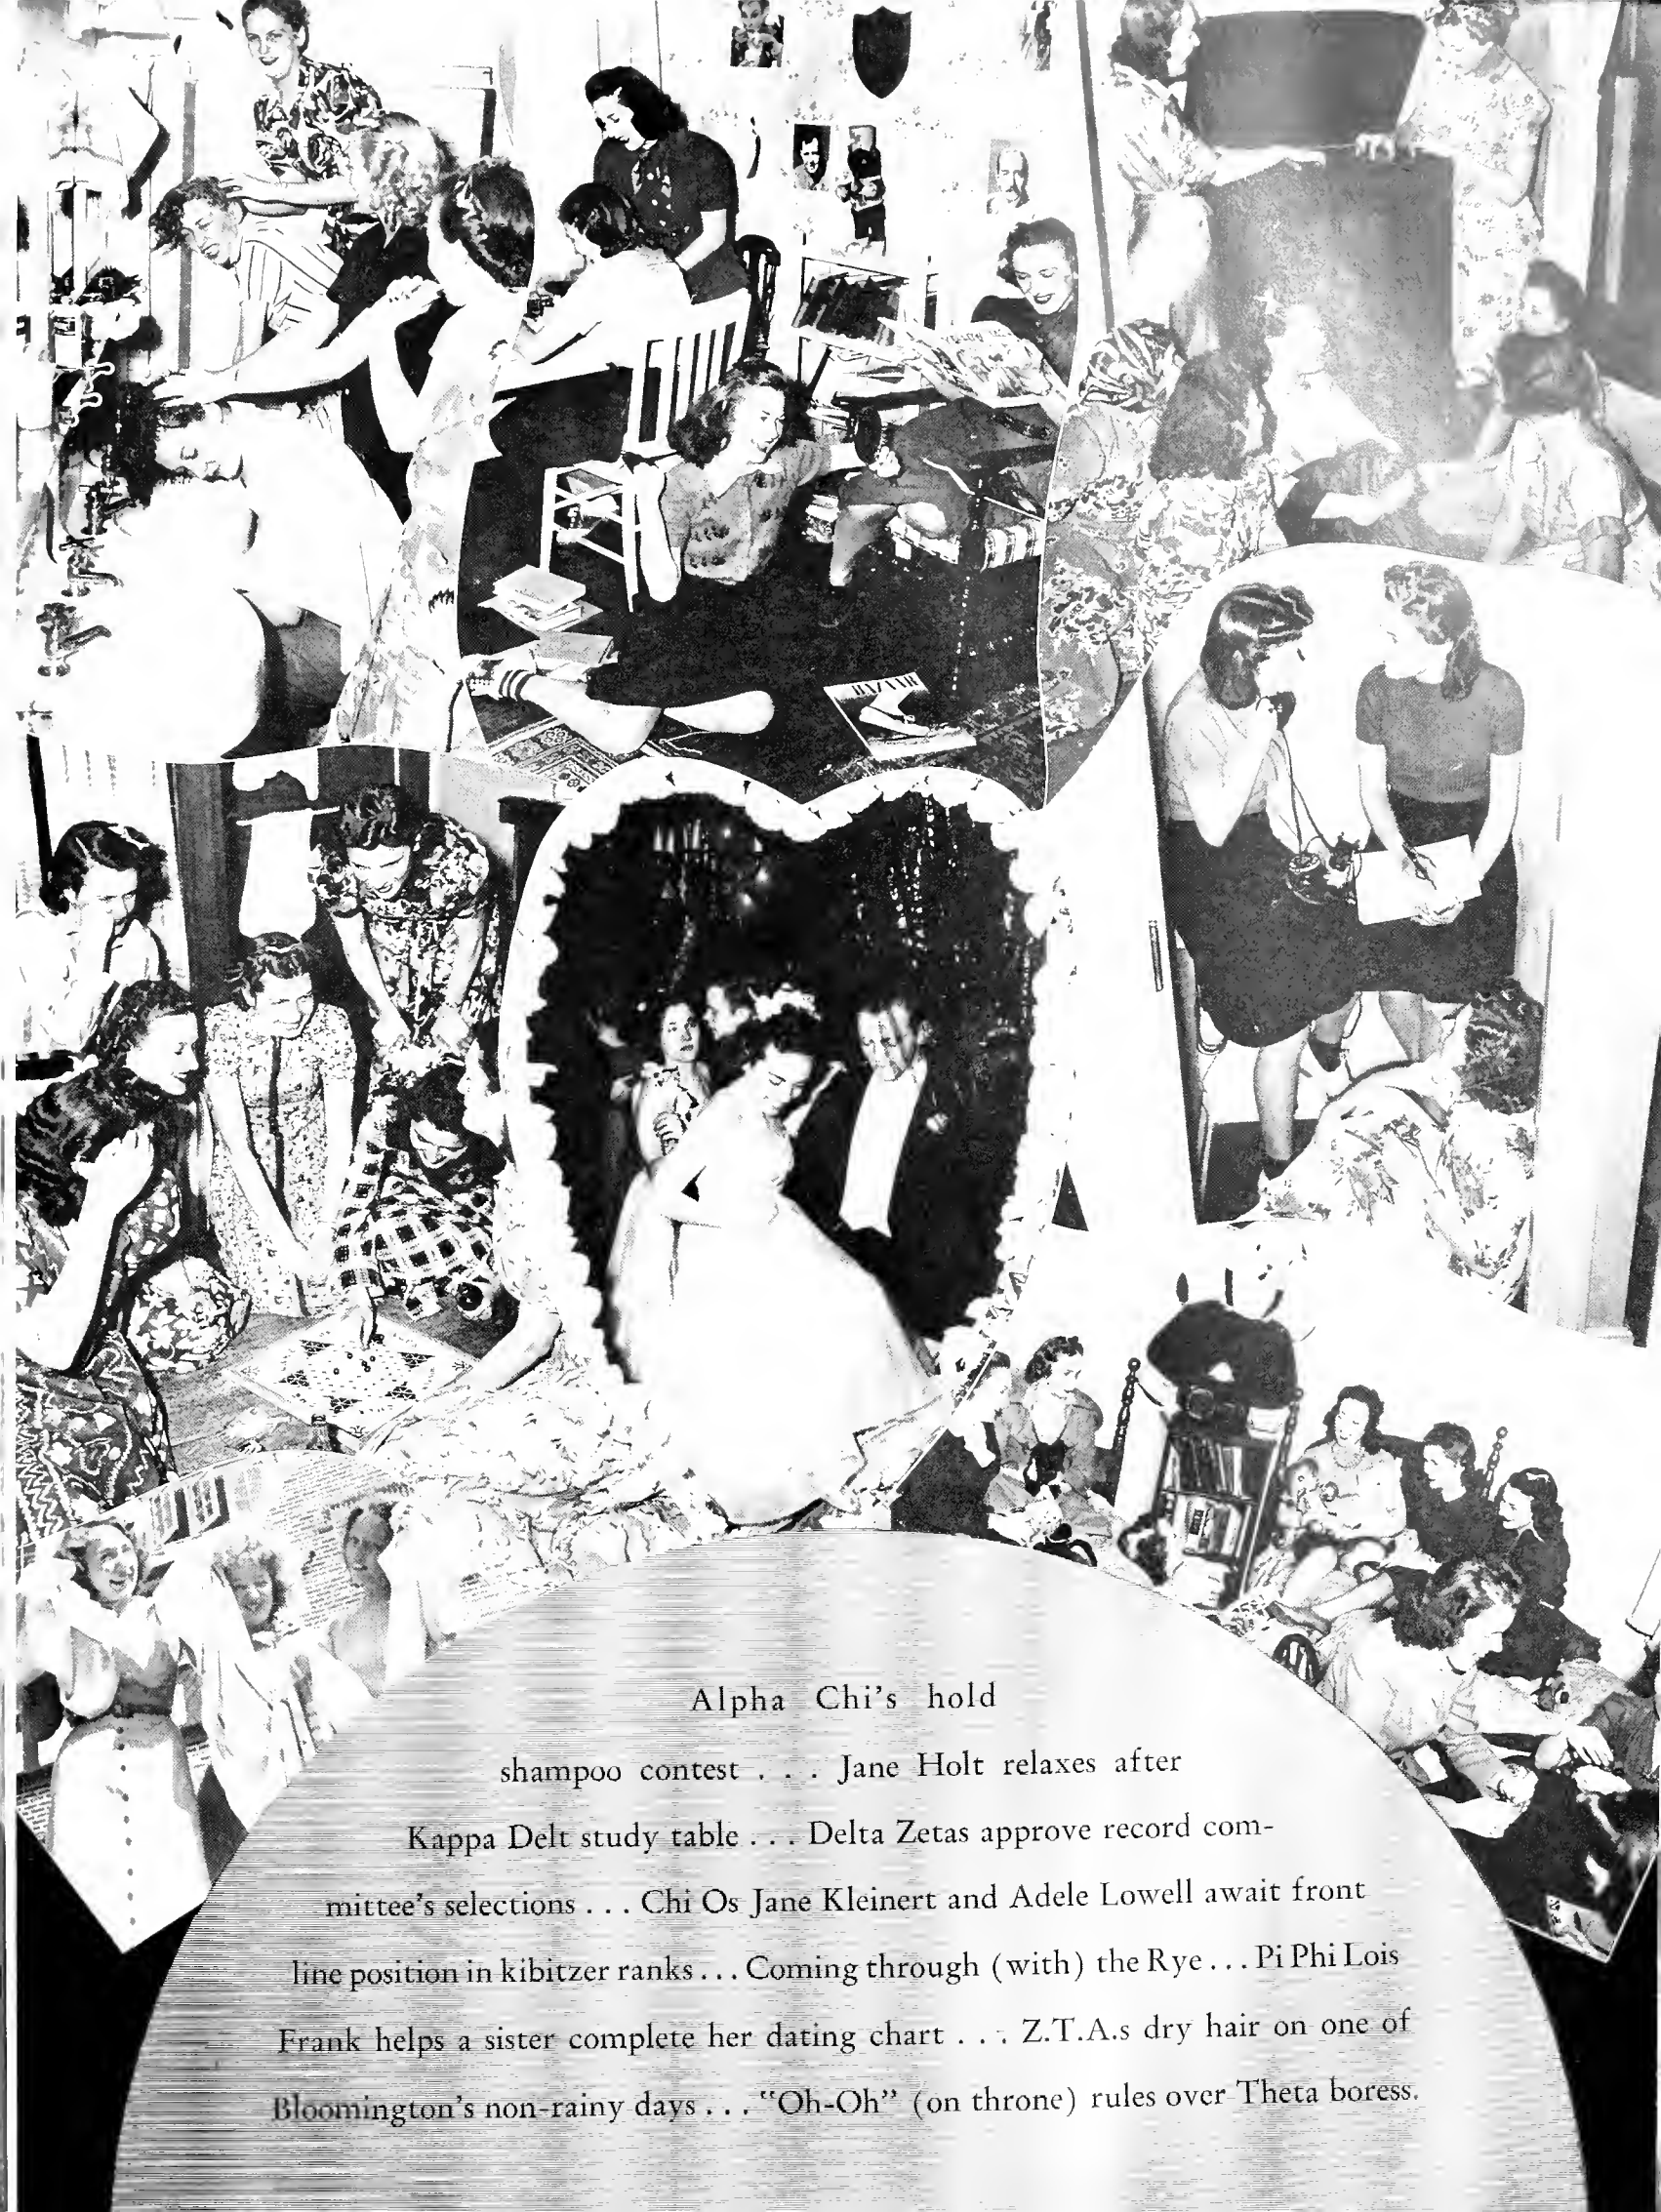 BAZAAR
Alpha Chi's hold
shampoo contest . . . Jane Holt relaxes after
Kappa Delt study table . . . Delta Zetas approve record com-
mittee's selections . . . Chi Os Jane Kleinert and Adele Lowell await front
line position in kibitzer ranks . . . Coming through (with) the Rye . . . Pi Phi Lois
Frank helps a sister complete her dating chart . . . Z.T.A.s dry hair on one of
Bloomington's non-rainy days . . . "Oh-Oh" (on throne) rules over Theta boress.